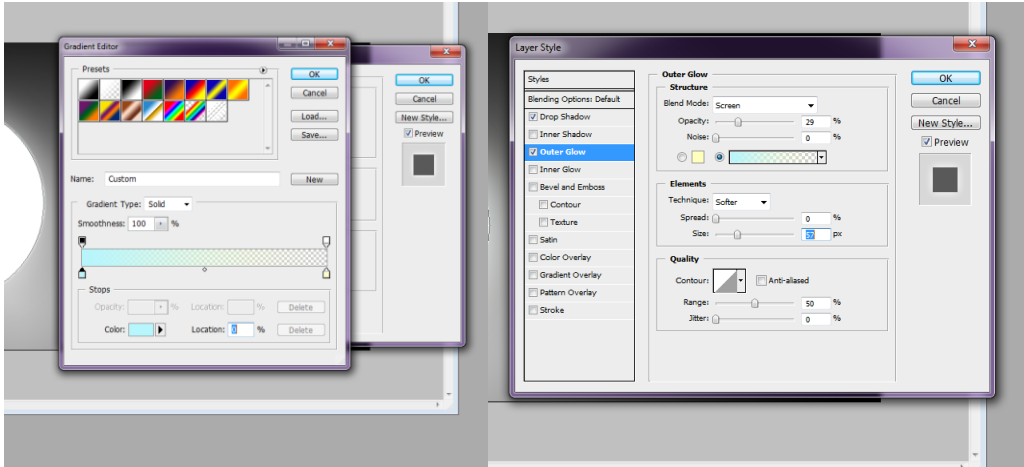 Gradient Editor
Presets
OK
Cancel
Load...
Save...
Name: Custom
New
Gradient Type: Solid
Smoothness: 100 %
Stops
Opacity: % Location: % Delete
Color: Location: 0 % Delete
OK
Cancel
New Style...
Preview
Layer Style
Styles
Blending Options: Default
Drop Shadow
Inner Shadow
Outer Glow
Inner Glow
Bevel and Emboss
Contour
Texture
Satin
Color Overlay
Gradient Overlay
Pattern Overlay
Stroke
Outer Glow
Structure
Blend Mode: Screen
Opacity: 29 %
Noise: 0 %
Elements
Technique: Softer
Spread: 0 %
Size: 57 px
Quality
Contour: Anti-aliased
Range: 50 %
Jitter: 0 %
OK
Cancel
New Style...
Preview